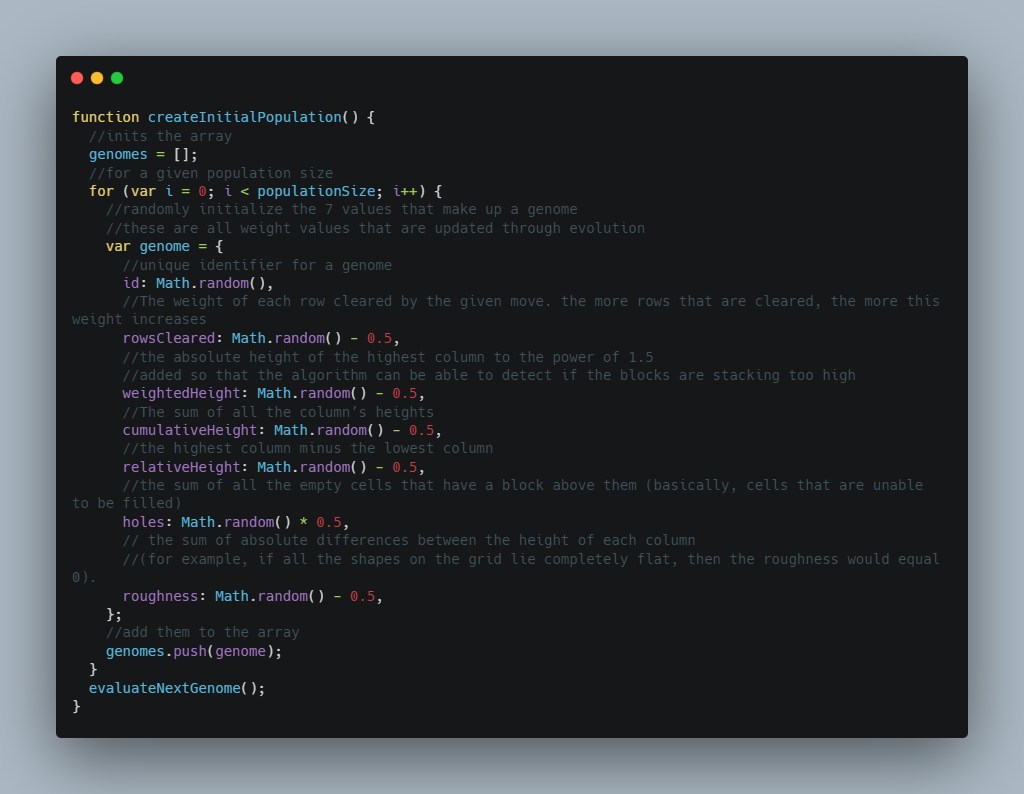 function createInitialPopulation() {
  //inits the array
  genomes = [];
  //for a given population size
  for (var i = 0; i < populationSize; i++) {
    //randomly initialize the 7 values that make up a genome
    //these are all weight values that are updated through evolution
    var genome = {
      //unique identifier for a genome
      id: Math.random(),
      //The weight of each row cleared by the given move. the more rows that are cleared, the more this
weight increases
      rowsCleared: Math.random() - 0.5,
      //the absolute height of the highest column to the power of 1.5
      //added so that the algorithm can be able to detect if the blocks are stacking too high
      weightedHeight: Math.random() - 0.5,
      //The sum of all the column’s heights
      cumulativeHeight: Math.random() - 0.5,
      //the highest column minus the lowest column
      relativeHeight: Math.random() - 0.5,
      //the sum of all the empty cells that have a block above them (basically, cells that are unable
to be filled)
      holes: Math.random() * 0.5,
      // the sum of absolute differences between the height of each column
      //(for example, if all the shapes on the grid lie completely flat, then the roughness would equal
0).
      roughness: Math.random() - 0.5,
    };
    //add them to the array
    genomes.push(genome);
  }
  evaluateNextGenome();
}